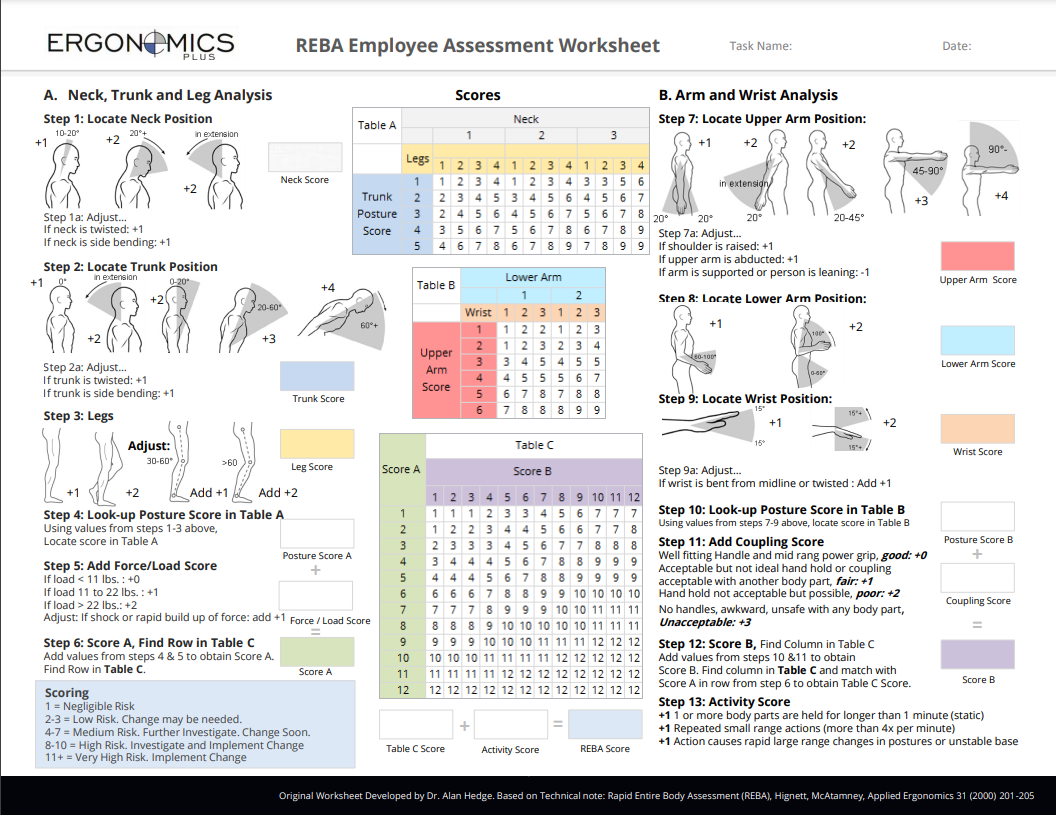 ERGONOMICS
PLUS
REBA Employee Assessment Worksheet
Task Name:
Date:
A. Neck, Trunk and Leg Analysis
Step 1: Locate Neck Position
+1
10-20°
+2
20°+
in extension
+2
Neck Score
Step 1a: Adjust...
If neck is twisted: +1
If neck is side bending: +1
Step 2: Locate Trunk Position
+1
0°
in extension
+2
+2
0-20°
20-60°
+3
+4
60°+
Step 2a: Adjust...
If trunk is twisted: +1
If trunk is side bending: +1
Trunk Score
Step 3: Legs
+1
+2
Adjust:
30-60°
Add +1
>60
Add +2
Leg Score
Step 4: Look-up Posture Score in Table A
Using values from steps 1-3 above,
Locate score in Table A
Posture Score A
+
Step 5: Add Force/Load Score
If load < 11 lbs. : +0
If load 11 to 22 lbs. : +1
If load > 22 lbs.: +2
Adjust: If shock or rapid build up of force: add +1
Force / Load Score
=
Step 6: Score A, Find Row in Table C
Add values from steps 4 & 5 to obtain Score A.
Find Row in Table C.
Score A
Scoring
1 = Negligible Risk
2-3 = Low Risk. Change may be needed.
4-7 = Medium Risk. Further Investigate. Change Soon.
8-10 = High Risk. Investigate and Implement Change
11+ = Very High Risk. Implement Change
Scores
Table A
Neck
1 2 3
Legs
1 2 3 4 1 2 3 4 1 2 3 4
Trunk Posture Score
1 1 2 3 4 1 2 3 4 3 3 5 6
2 2 3 4 5 3 4 5 6 4 5 6 7
3 2 4 5 6 4 5 6 7 5 6 7 8
4 3 5 6 7 5 6 7 8 6 7 8 9
5 4 6 7 8 6 7 8 9 7 8 9 9
Table B
Lower Arm
1 2
Wrist 1 2 3 1 2 3
Upper Arm Score
1 1 2 2 1 2 3
2 1 2 3 2 3 4
3 3 4 5 4 5 5
4 4 5 5 5 6 7
5 6 7 8 7 8 8
6 7 8 8 8 9 9
Score A
Table C
Score B
1 2 3 4 5 6 7 8 9 10 11 12
1 1 1 1 2 3 3 4 5 6 7 7 7
2 1 2 2 3 4 4 5 6 6 7 7 8
3 2 3 3 3 4 5 6 7 7 8 8 8
4 3 4 4 4 5 6 7 8 8 9 9 9
5 4 4 4 5 6 7 8 8 9 9 9 9
6 6 6 6 7 8 8 9 9 10 10 10 10
7 7 7 7 8 9 9 9 10 10 11 11 11
8 8 8 8 9 10 10 10 10 10 11 11 11
9 9 9 9 10 10 10 11 11 11 12 12 12
10 10 10 10 11 11 11 11 12 12 12 12 12
11 11 11 11 11 12 12 12 12 12 12 12 12
12 12 12 12 12 12 12 12 12 12 12 12 12
+
=
Table C Score
Activity Score
REBA Score
B. Arm and Wrist Analysis
Step 7: Locate Upper Arm Position:
+1
20°
20°
+2
in extension
20°
+2
20-45°
45-90°
+3
90°-
+4
Step 7a: Adjust...
If shoulder is raised: +1
If upper arm is abducted: +1
If arm is supported or person is leaning: -1
Upper Arm Score
Step 8: Locate Lower Arm Position:
+1
60-100°
100°
0-60°
+2
Lower Arm Score
Step 9: Locate Wrist Position:
15°
15°
+1
15°+
15°+
+2
Wrist Score
Step 9a: Adjust...
If wrist is bent from midline or twisted : Add +1
Step 10: Look-up Posture Score in Table B
Using values from steps 7-9 above, locate score in Table B
Posture Score B
+
Step 11: Add Coupling Score
Well fitting Handle and mid rang power grip, good: +0
Acceptable but not ideal hand hold or coupling
acceptable with another body part, fair: +1
Hand hold not acceptable but possible, poor: +2
No handles, awkward, unsafe with any body part,
Unacceptable: +3
Coupling Score
=
Step 12: Score B, Find Column in Table C
Add values from steps 10 &11 to obtain
Score B. Find column in Table C and match with
Score A in row from step 6 to obtain Table C Score.
Score B
Step 13: Activity Score
+1 1 or more body parts are held for longer than 1 minute (static)
+1 Repeated small range actions (more than 4x per minute)
+1 Action causes rapid large range changes in postures or unstable base
Original Worksheet Developed by Dr. Alan Hedge. Based on Technical note: Rapid Entire Body Assessment (REBA), Hignett, McAtamney, Applied Ergonomics 31 (2000) 201-205